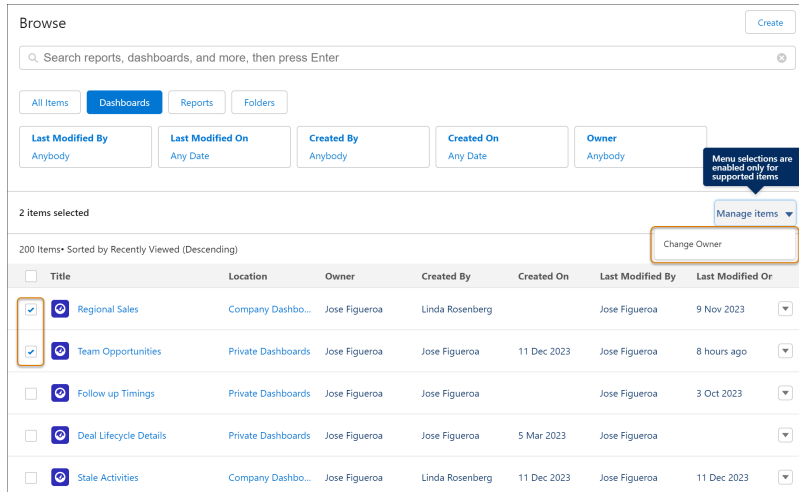 Browse
Create
Search reports, dashboards, and more, then press Enter
All Items Dashboards Reports Folders
Last Modified By Last Modified On Created By Created On Owner
Anybody Any Date Anybody Any Date Anybody
Menu selections are
enabled only for
supported items
2 items selected
Manage items
Change Owner
200 Items• Sorted by Recently Viewed (Descending)
Title Location Owner Created By Created On Last Modified By Last Modified Or
Regional Sales Company Dashbo... Jose Figueroa Linda Rosenberg Jose Figueroa 9 Nov 2023
Team Opportunities Private Dashboards Jose Figueroa Jose Figueroa 11 Dec 2023 Jose Figueroa 8 hours ago
Follow up Timings Private Dashboards Jose Figueroa Jose Figueroa Jose Figueroa 3 Oct 2023
Deal Lifecycle Details Private Dashboards Jose Figueroa Jose Figueroa 5 Mar 2023 Jose Figueroa
Stale Activities Company Dashbo... Jose Figueroa Linda Rosenberg 11 Dec 2023 Jose Figueroa 11 Dec 2023